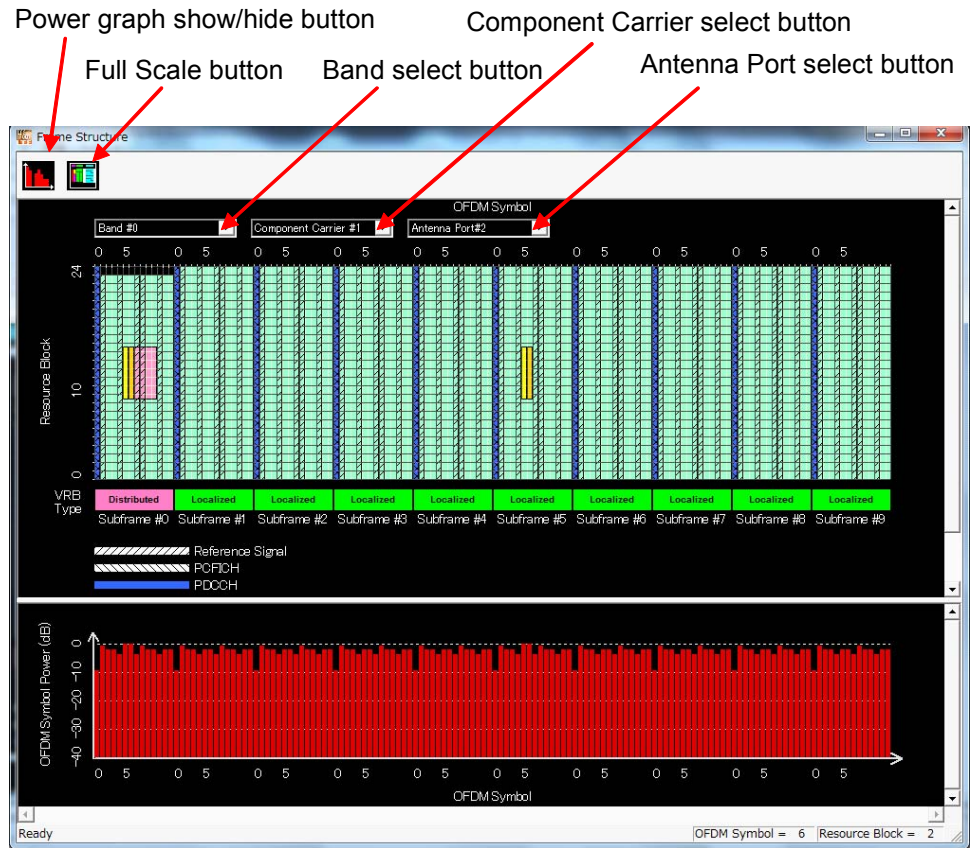 Power graph show/hide button
Component Carrier select button
Full Scale button
Band select button
Antenna Port select button
Frame Structure
OFDM Symbol
Band #0
Component Carrier #1
Antenna Port#2
0 5 0 5 0 5 0 5 0 5 0 5 0 5 0 5 0 5 0 5
24
Resource Block
10
0
VRB Type
Distributed Localized Localized Localized Localized Localized Localized Localized Localized Localized
Subframe #0 Subframe #1 Subframe #2 Subframe #3 Subframe #4 Subframe #5 Subframe #6 Subframe #7 Subframe #8 Subframe #9
Reference Signal
PCFICH
PDCCH
OFDM Symbol Power (dB)
0
-10
-20
-30
-40
0 5 0 5 0 5 0 5 0 5 0 5 0 5 0 5 0 5 0 5
OFDM Symbol
Ready
OFDM Symbol = 6
Resource Block = 2